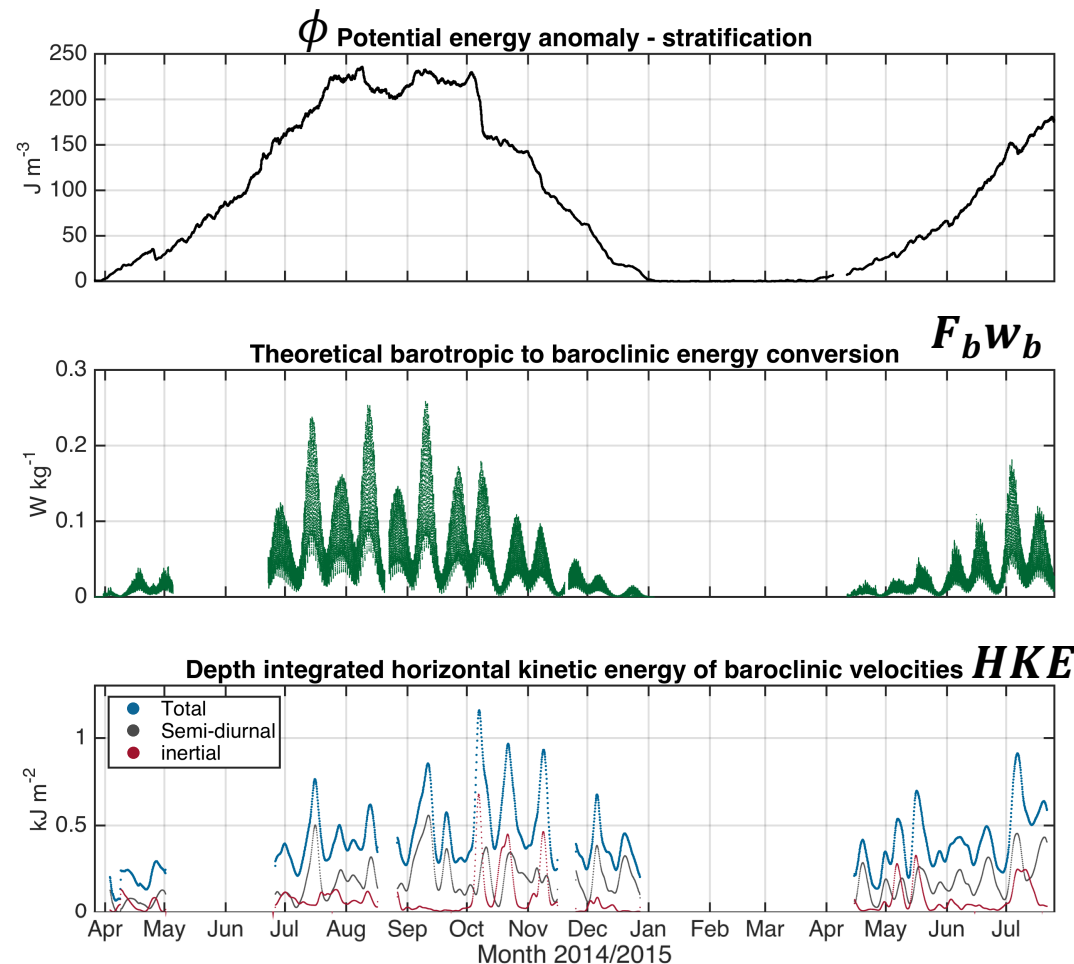 ϕ Potential energy anomaly - stratification
250
200
150
100
50
0
J m⁻³
Theoretical barotropic to baroclinic energy conversion F_b w_b
0.3
0.2
0.1
0
W kg⁻¹
Depth integrated horizontal kinetic energy of baroclinic velocities HKE
Total
Semi-diurnal
inertial
1
0.5
0
kJ m⁻²
Apr May Jun Jul Aug Sep Oct Nov Dec Jan Feb Mar Apr May Jun Jul
Month 2014/2015